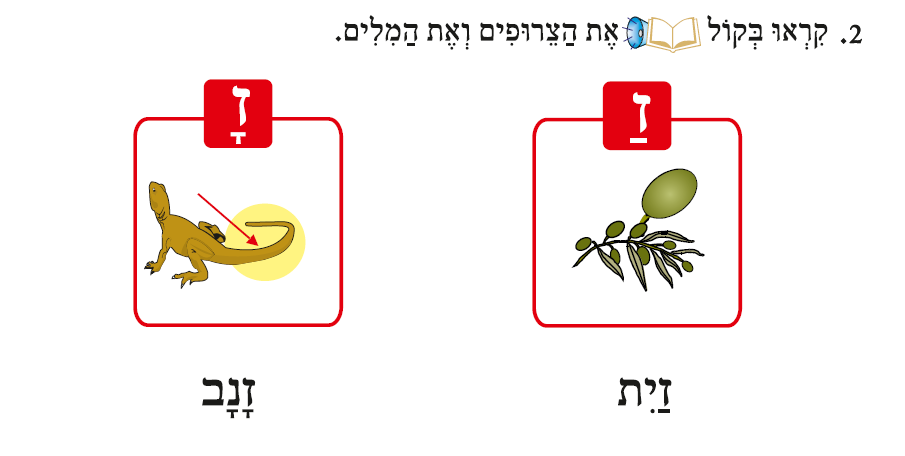 2. קִרְאוּ בְּקוֹל אֶת הַצֵּרוּפִים וְאֶת הַמִלִים.
זַ
זָ
זַיִת
זָנָב